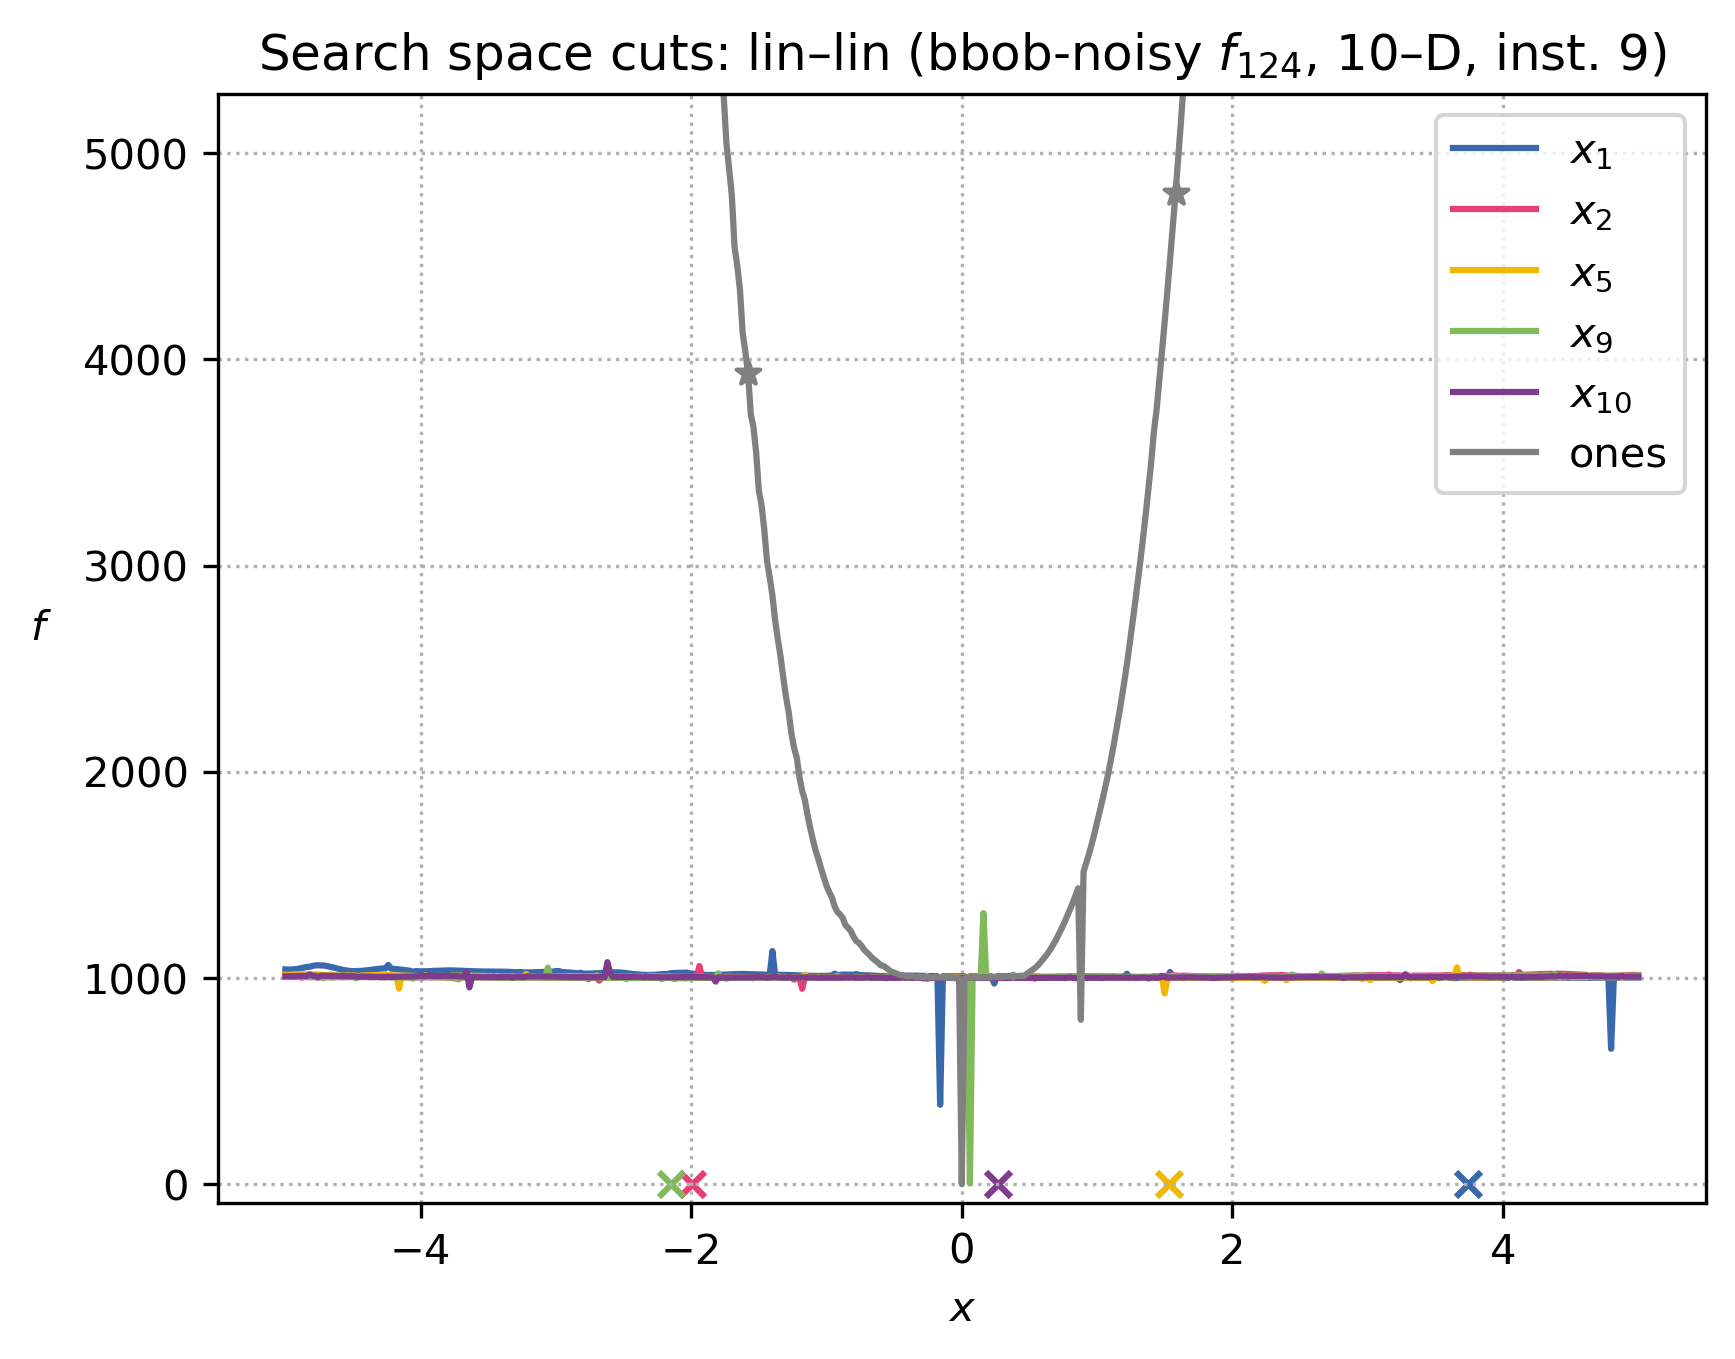 Search space cuts: lin–lin (bbob-noisy f₁₂₄, 10–D, inst. 9)
5000
4000
3000
2000
1000
0
f
−4
−2
0
2
4
x
x₁
x₂
x₅
x₉
x₁₀
ones